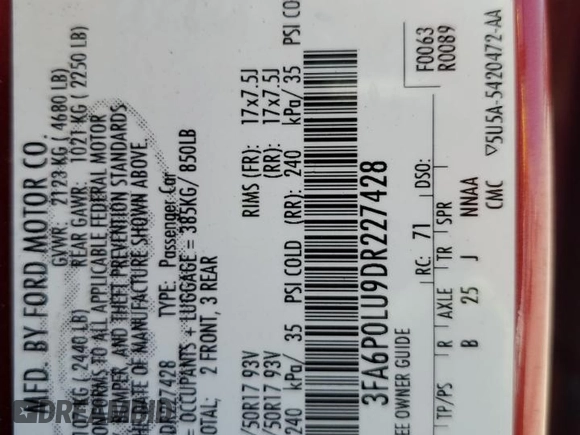 MFD. BY FORD MOTOR CO.
GVWR: 2123 KG ( 4680 LB)
KG ( 2440 LB) REAR GAWR: 1021 KG ( 2250 LB)
TO ALL APPLICABLE FEDERAL MOTOR
AND THEFT PREVENTION STANDARDS
OF MANUFACTURE SHOWN ABOVE.
227428 TYPE: Passenger Car
= OCCUPANTS + LUGGAGE = 385KG/ 850LB
2 FRONT, 3 REAR
/50R17 93V RIMS (FR): 17x7.5J
/50R17 93V (RR): 17x7.5J
240 kPa/ 35 PSI COLD (RR): 240 kPa/ 35 PSI CO
3FA6P0LU9DR227428
EE OWNER GUIDE
RC: 71 DSO:
F0063
R0089
TP/PS R AXLE TR SPR
B 25 J NNAA
CMC ▽5U5A-5420472-AA
DREAMBID